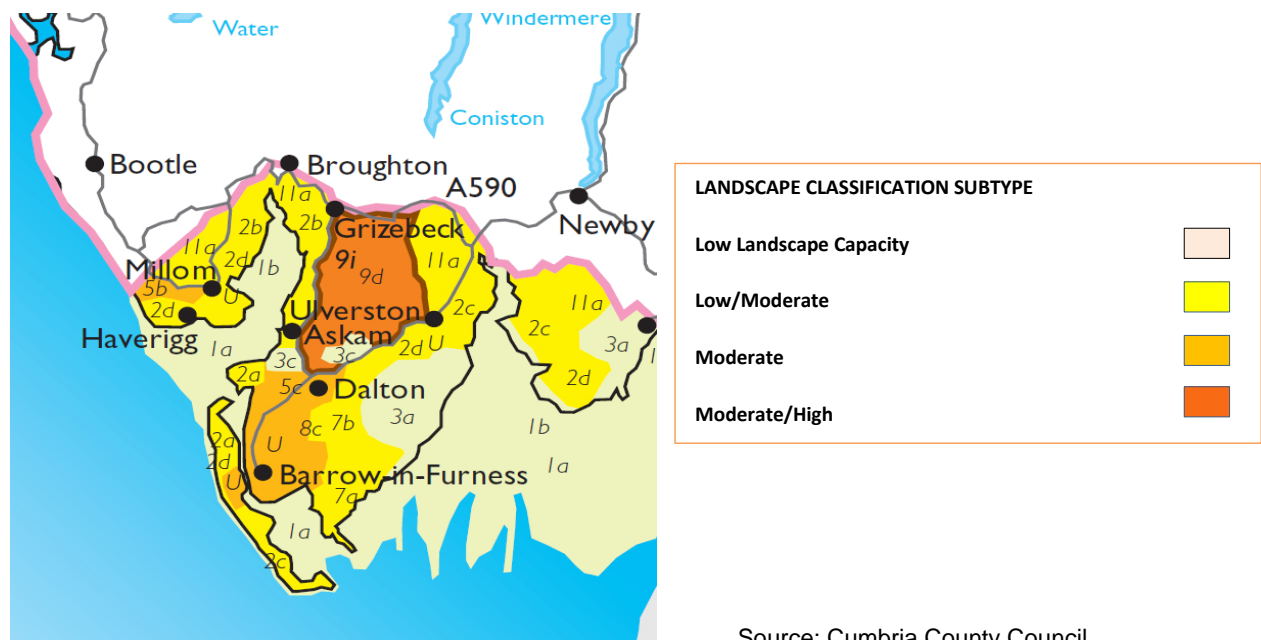 Water
Windermere
Coniston
Bootle
Broughton
A590
Newby
11a
2b
2b
Grizebeck
11a
9i
9d
11a
2d
1b
Millom
5b
U
2c
2d
Ulverston
Haverigg
Askam
1a
3c
3c
2d
U
2a
5c
Dalton
3a
8c
7b
U
2a
2d
Barrow-in-Furness
U
7a
1a
2c
11a
2c
3a
1
2d
1b
1a
LANDSCAPE CLASSIFICATION SUBTYPE
Low Landscape Capacity
Low/Moderate
Moderate
Moderate/High
Source: Cumbria County Council